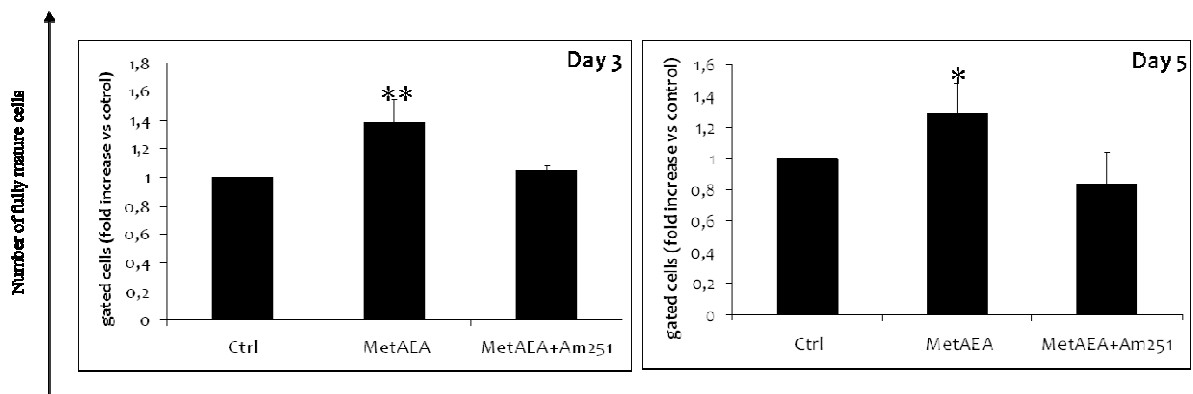 Number of fully mature cells
Day 3
gated cells (fold increase vs cotrol)
1,8
1,6
1,4
1,2
1
0,8
0,6
0,4
0,2
0
**
Ctrl
MetAEA
MetAEA+Am251
Day 5
gated cells (fold increase vs control)
1,6
1,4
1,2
1
0,8
0,6
0,4
0,2
0
*
Ctrl
MetAEA
MetAEA+Am251